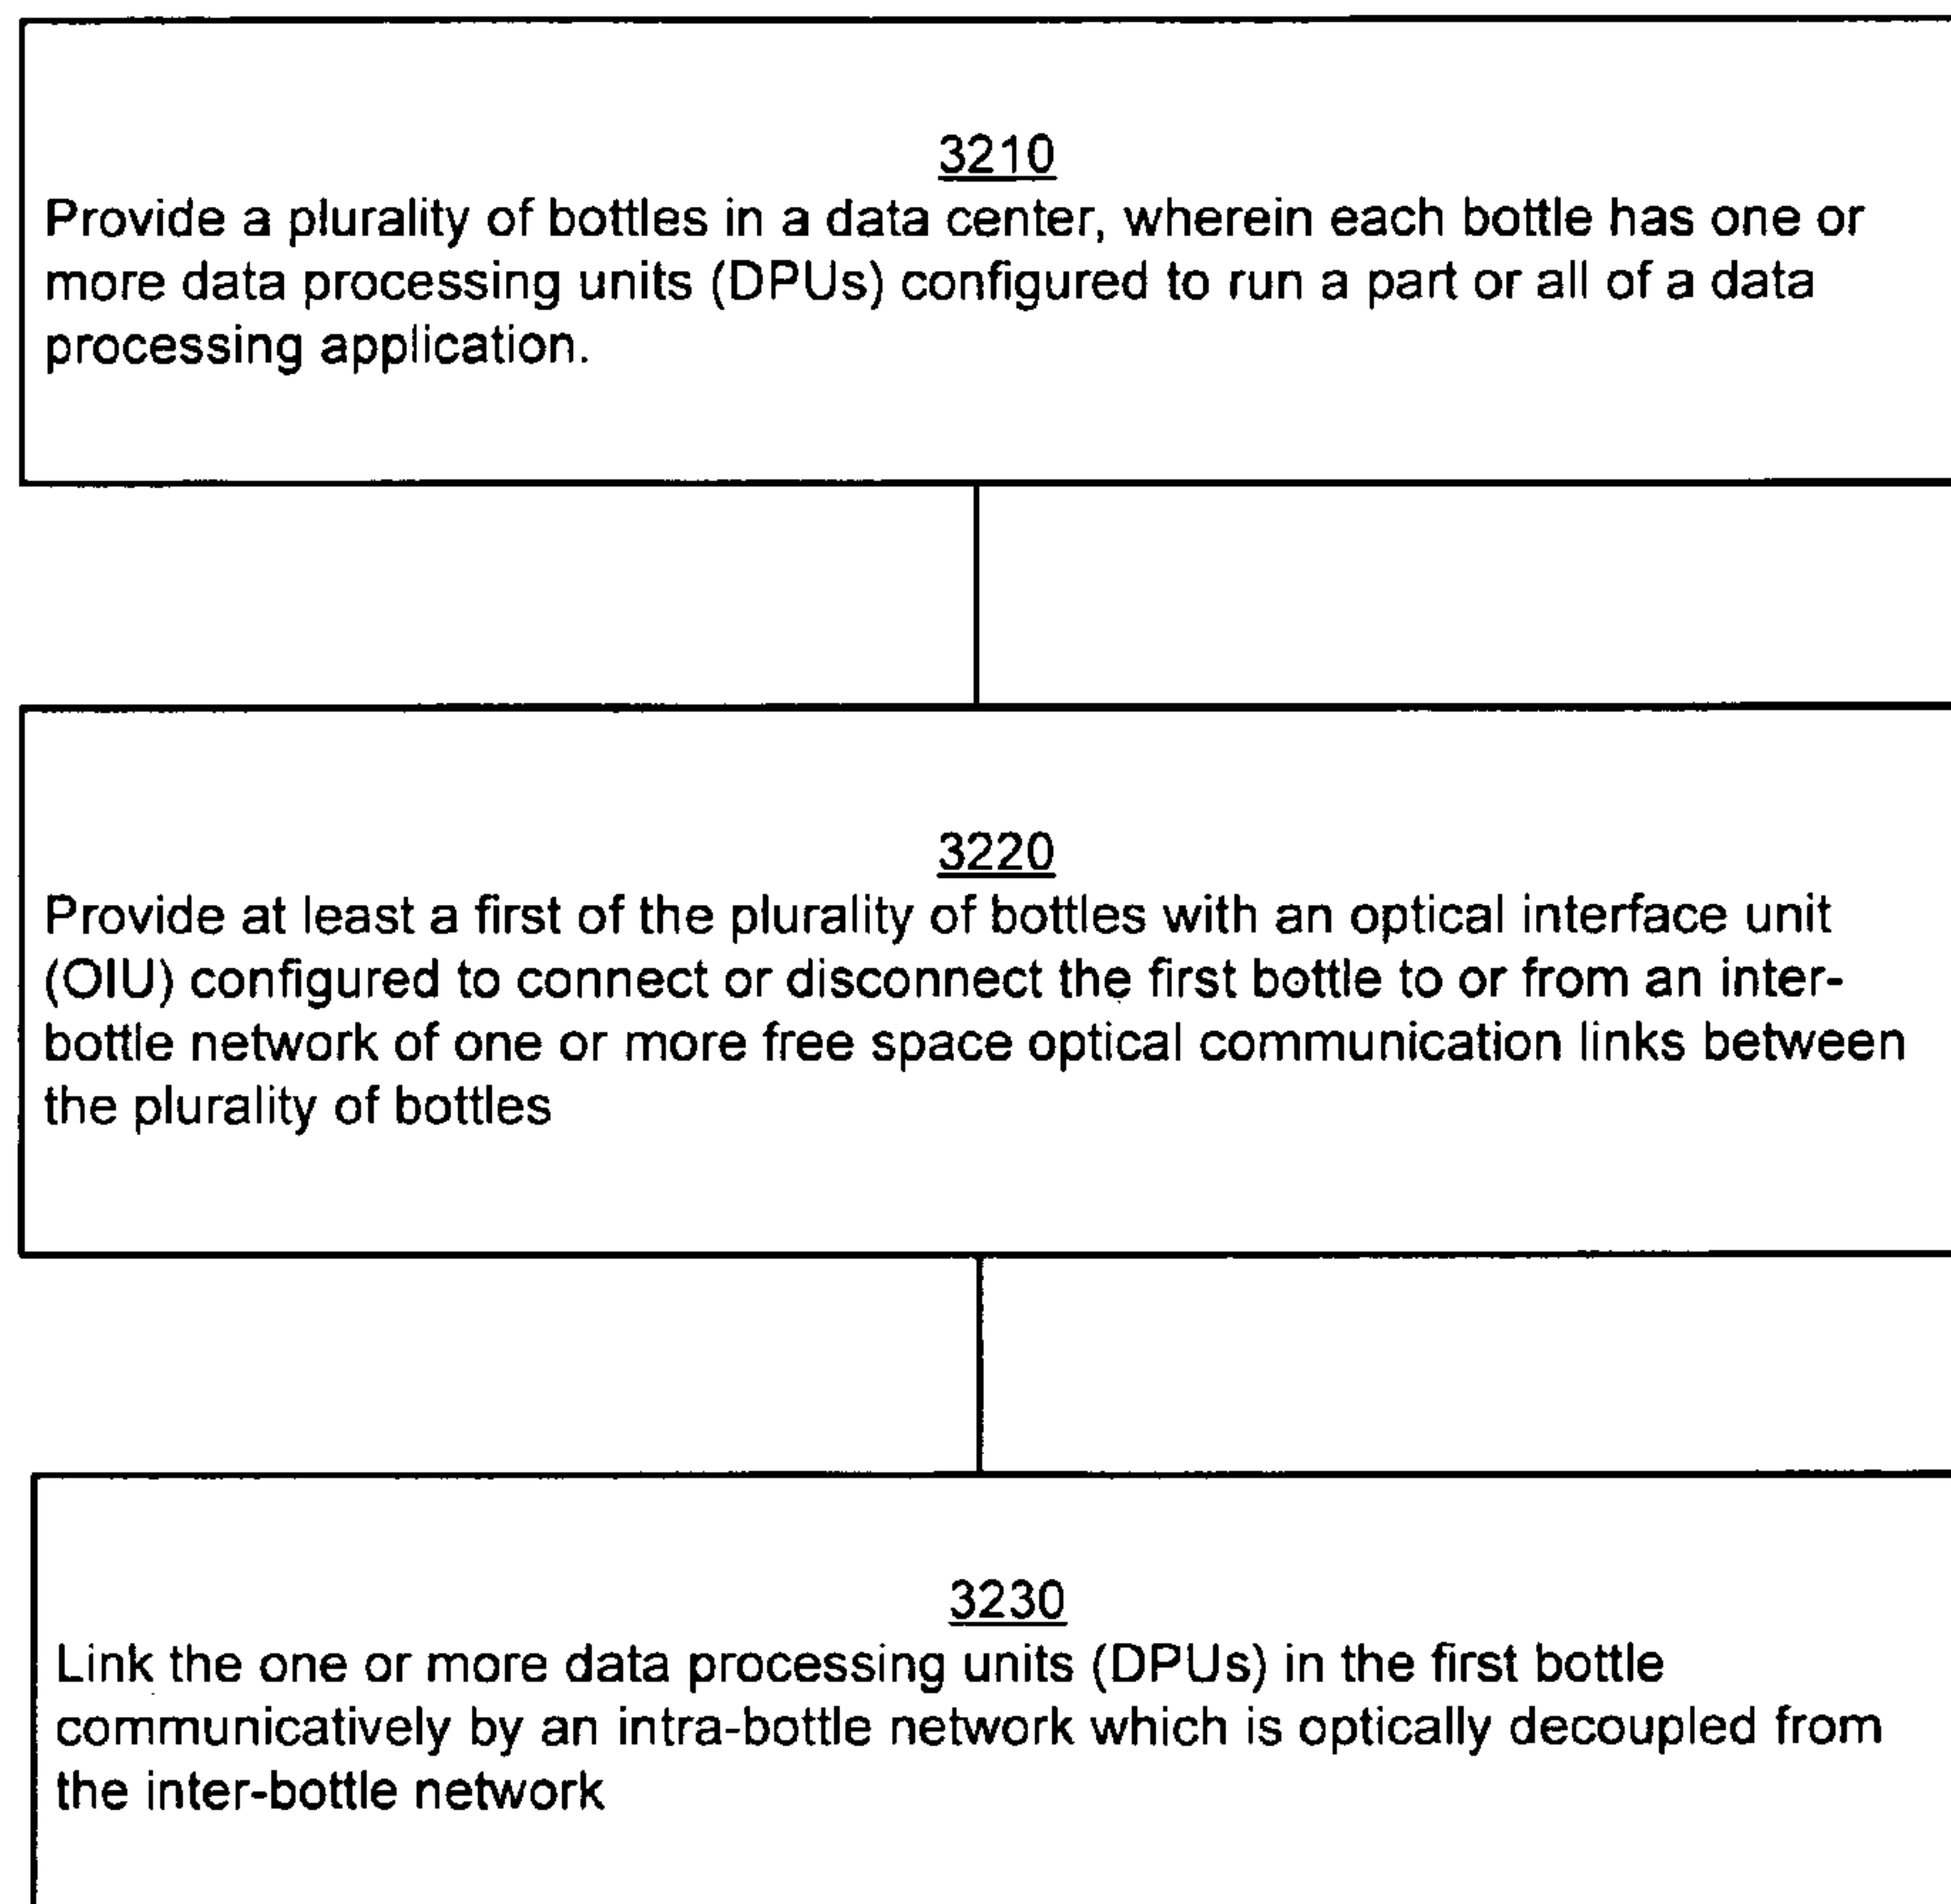 3210
Provide a plurality of bottles in a data center, wherein each bottle has one or
more data processing units (DPUs) configured to run a part or all of a data
processing application.
3220
Provide at least a first of the plurality of bottles with an optical interface unit
(OIU) configured to connect or disconnect the first bottle to or from an inter-
bottle network of one or more free space optical communication links between
the plurality of bottles
3230
Link the one or more data processing units (DPUs) in the first bottle
communicatively by an intra-bottle network which is optically decoupled from
the inter-bottle network